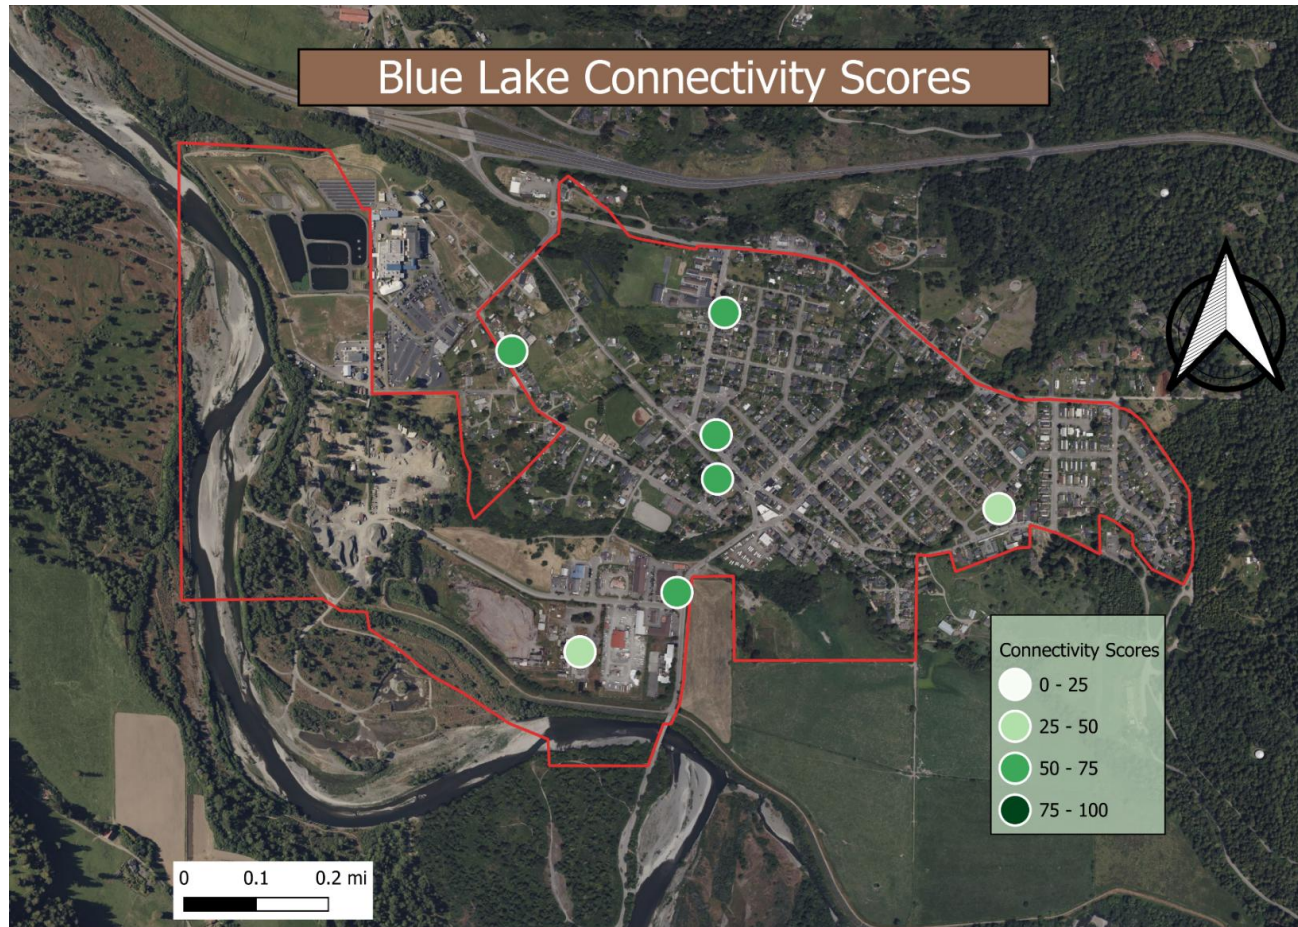 Blue Lake Connectivity Scores
Connectivity Scores
0 - 25
25 - 50
50 - 75
75 - 100
0 0.1 0.2 mi